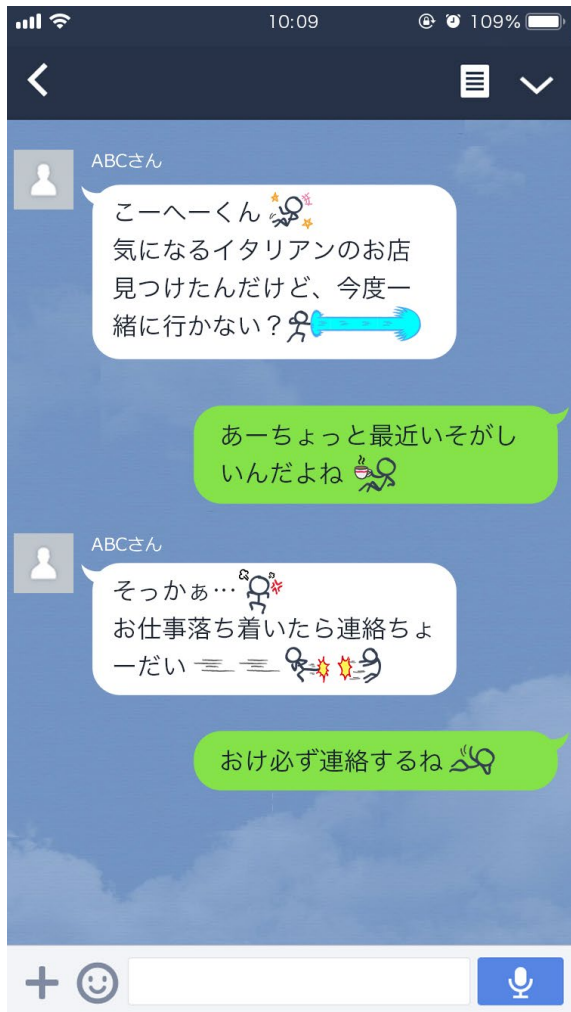 10:09
109%
ABCさん
こーへーくん
気になるイタリアンのお店
見つけたんだけど、今度一
緒に行かない？
あーちょっと最近いそがし
いんだよね
ABCさん
そっかぁ…
お仕事落ち着いたら連絡ちょ
ーだい
おけ必ず連絡するね